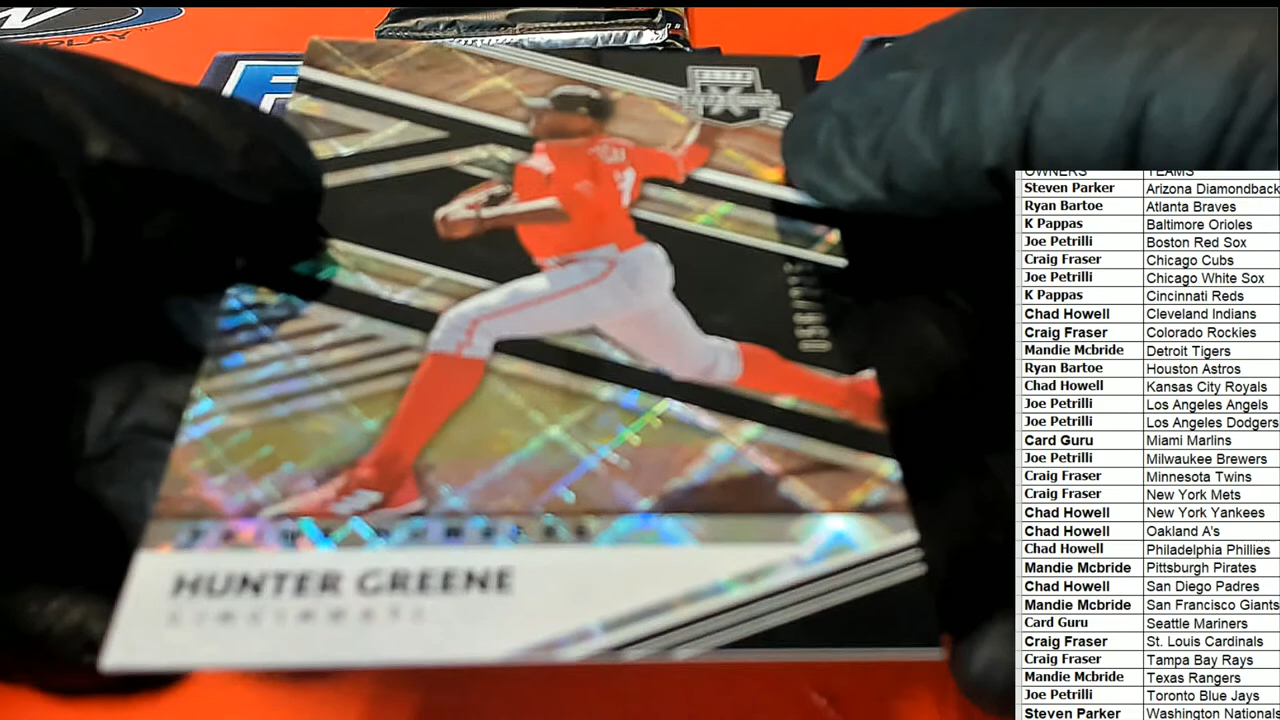 PLAY
HUNTER GREENE
CINCINNATI
OWNERS TEAMS
Steven Parker Arizona Diamondback
Ryan Bartoe Atlanta Braves
K Pappas Baltimore Orioles
Joe Petrilli Boston Red Sox
Craig Fraser Chicago Cubs
Joe Petrilli Chicago White Sox
K Pappas Cincinnati Reds
Chad Howell Cleveland Indians
Craig Fraser Colorado Rockies
Mandie Mcbride Detroit Tigers
Ryan Bartoe Houston Astros
Chad Howell Kansas City Royals
Joe Petrilli Los Angeles Angels
Joe Petrilli Los Angeles Dodgers
Card Guru Miami Marlins
Joe Petrilli Milwaukee Brewers
Craig Fraser Minnesota Twins
Craig Fraser New York Mets
Chad Howell New York Yankees
Chad Howell Oakland A's
Chad Howell Philadelphia Phillies
Mandie Mcbride Pittsburgh Pirates
Chad Howell San Diego Padres
Mandie Mcbride San Francisco Giants
Card Guru Seattle Mariners
Craig Fraser St. Louis Cardinals
Craig Fraser Tampa Bay Rays
Mandie Mcbride Texas Rangers
Joe Petrilli Toronto Blue Jays
Steven Parker Washington Nationals